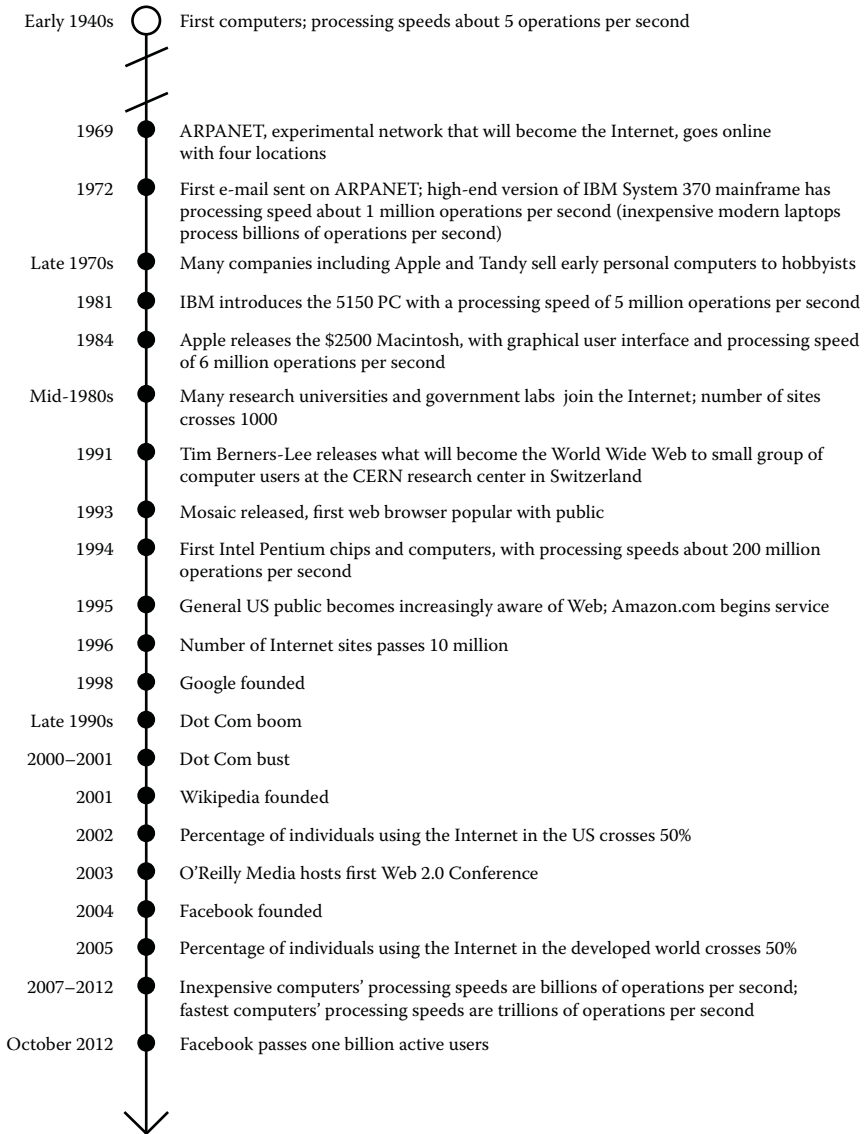 Early 1940s First computers; processing speeds about 5 operations per second
1969 ARPANET, experimental network that will become the Internet, goes online
with four locations
1972 First e-mail sent on ARPANET; high-end version of IBM System 370 mainframe has
processing speed about 1 million operations per second (inexpensive modern laptops
process billions of operations per second)
Late 1970s Many companies including Apple and Tandy sell early personal computers to hobbyists
1981 IBM introduces the 5150 PC with a processing speed of 5 million operations per second
1984 Apple releases the $2500 Macintosh, with graphical user interface and processing speed
of 6 million operations per second
Mid-1980s Many research universities and government labs join the Internet; number of sites
crosses 1000
1991 Tim Berners-Lee releases what will become the World Wide Web to small group of
computer users at the CERN research center in Switzerland
1993 Mosaic released, first web browser popular with public
1994 First Intel Pentium chips and computers, with processing speeds about 200 million
operations per second
1995 General US public becomes increasingly aware of Web; Amazon.com begins service
1996 Number of Internet sites passes 10 million
1998 Google founded
Late 1990s Dot Com boom
2000–2001 Dot Com bust
2001 Wikipedia founded
2002 Percentage of individuals using the Internet in the US crosses 50%
2003 O’Reilly Media hosts first Web 2.0 Conference
2004 Facebook founded
2005 Percentage of individuals using the Internet in the developed world crosses 50%
2007–2012 Inexpensive computers’ processing speeds are billions of operations per second;
fastest computers’ processing speeds are trillions of operations per second
October 2012 Facebook passes one billion active users